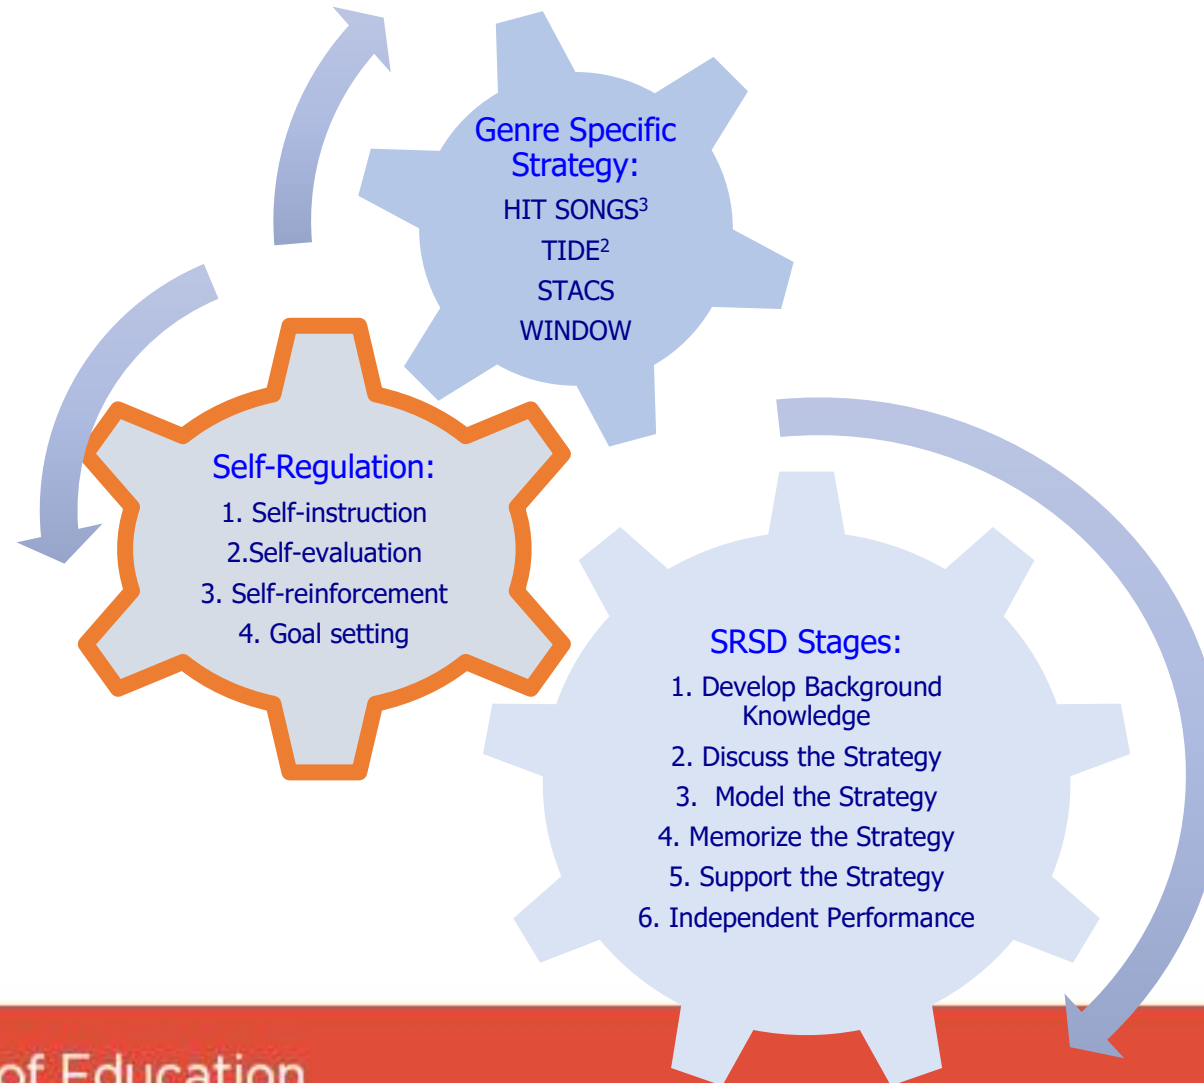 Genre Specific
Strategy:
HIT SONGS³
TIDE²
STACS
WINDOW
Self-Regulation:
1. Self-instruction
2.Self-evaluation
3. Self-reinforcement
4. Goal setting
SRSD Stages:
1. Develop Background
Knowledge
2. Discuss the Strategy
3. Model the Strategy
4. Memorize the Strategy
5. Support the Strategy
6. Independent Performance
of Education